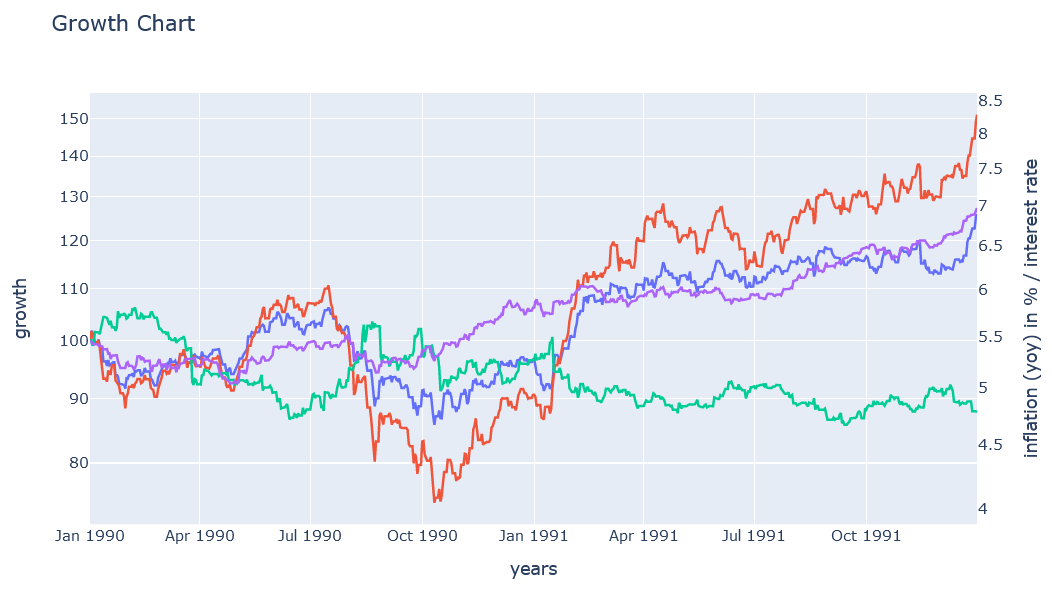 Growth Chart
150
140
130
120
110
100
90
80
growth
8.5
8
7.5
7
6.5
6
5.5
5
4.5
4
inflation (yoy) in % / interest rate
Jan 1990
Apr 1990
Jul 1990
Oct 1990
Jan 1991
Apr 1991
Jul 1991
Oct 1991
years